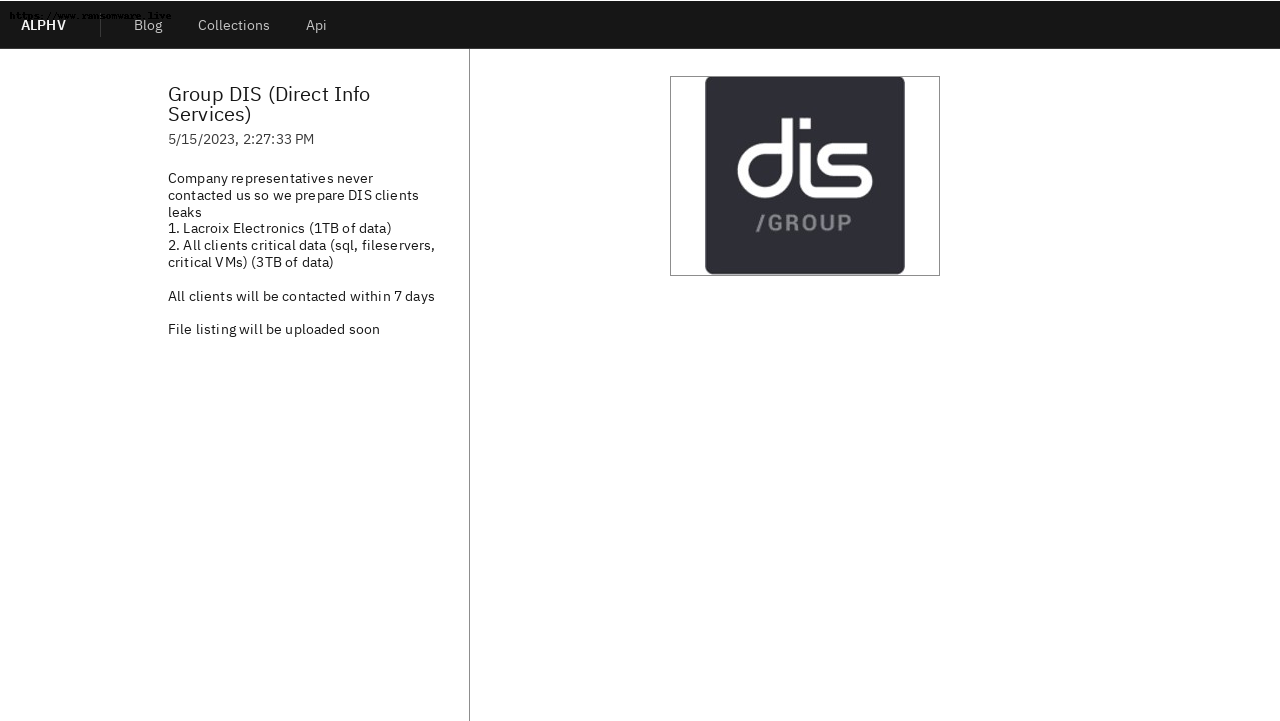 https://www.ransomware.live
ALPHV
Blog
Collections
Api
Group DIS (Direct Info
Services)
5/15/2023, 2:27:33 PM
Company representatives never
contacted us so we prepare DIS clients
leaks
1. Lacroix Electronics (1TB of data)
2. All clients critical data (sql, fileservers,
critical VMs) (3TB of data)
All clients will be contacted within 7 days
File listing will be uploaded soon
dis
/GROUP